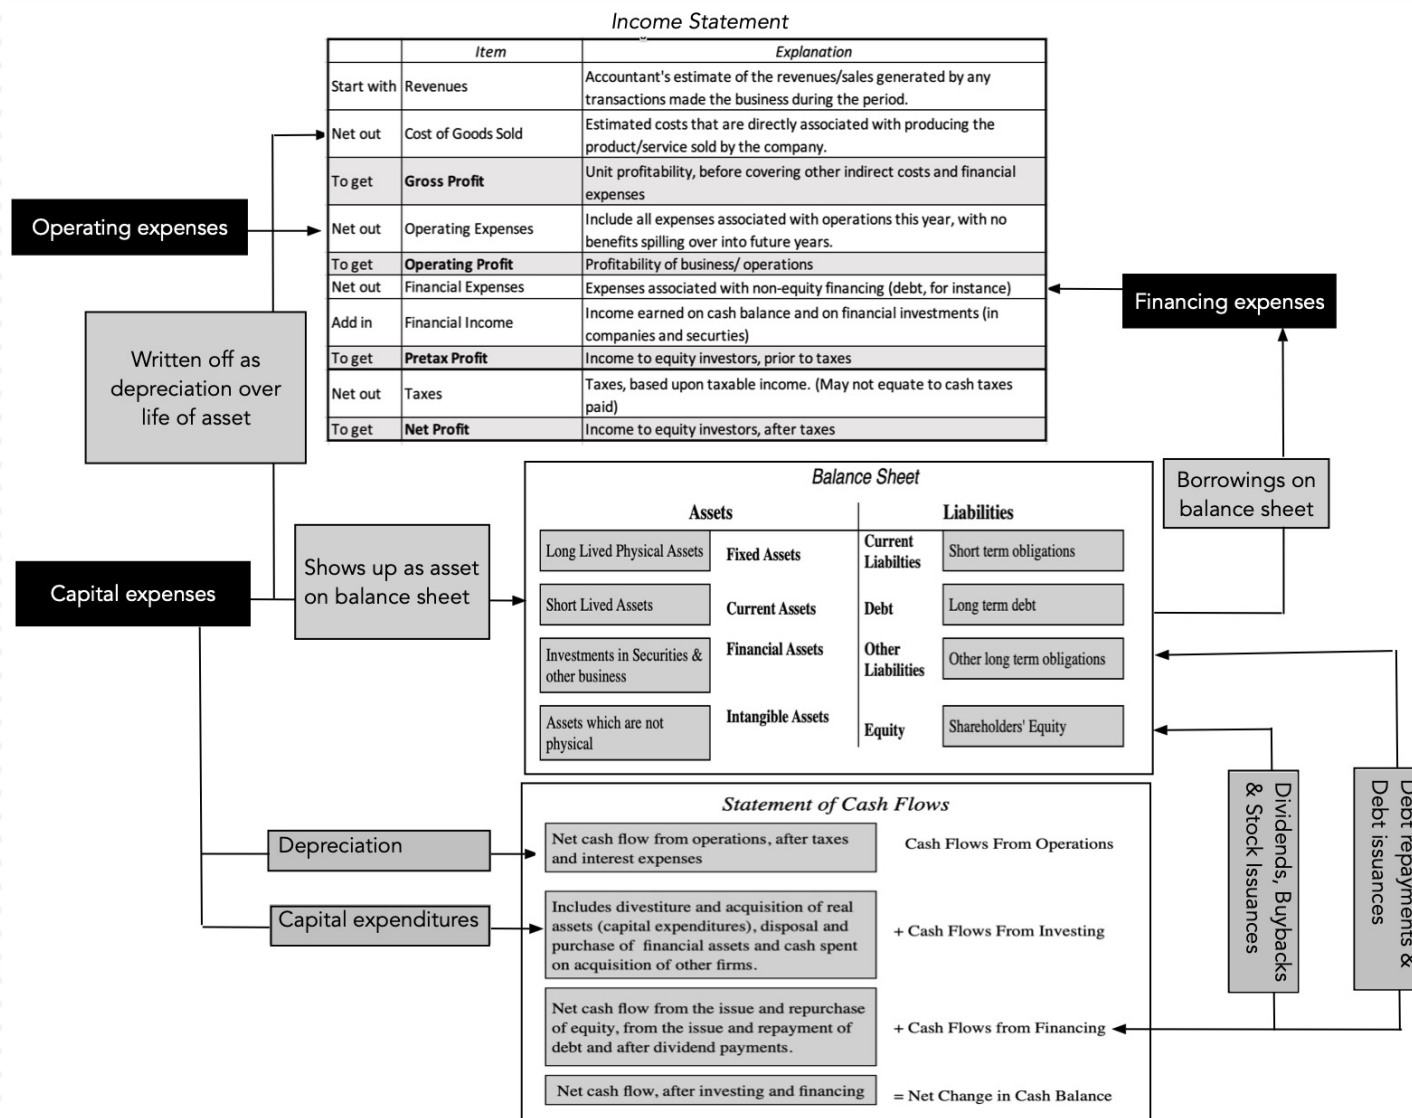 Income Statement
Item Explanation
Start with Revenues Accountant's estimate of the revenues/sales generated by any
transactions made the business during the period.
Net out Cost of Goods Sold Estimated costs that are directly associated with producing the
product/service sold by the company.
To get Gross Profit Unit profitability, before covering other indirect costs and financial
expenses
Net out Operating Expenses Include all expenses associated with operations this year, with no
benefits spilling over into future years.
To get Operating Profit Profitability of business/ operations
Net out Financial Expenses Expenses associated with non-equity financing (debt, for instance)
Add in Financial Income Income earned on cash balance and on financial investments (in
companies and securties)
To get Pretax Profit Income to equity investors, prior to taxes
Net out Taxes Taxes, based upon taxable income. (May not equate to cash taxes
paid)
To get Net Profit Income to equity investors, after taxes
Operating expenses
Financing expenses
Written off as
depreciation over
life of asset
Borrowings on
balance sheet
Capital expenses
Shows up as asset
on balance sheet
Balance Sheet
Assets Liabilities
Long Lived Physical Assets Fixed Assets
Current
Liabilties
Short term obligations
Short Lived Assets Current Assets Debt Long term debt
Investments in Securities &
other business
Financial Assets
Other
Liabilities
Other long term obligations
Assets which are not
physical
Intangible Assets Equity Shareholders' Equity
Dividends, Buybacks
& Stock Issuances
Debt repayments &
Debt issuances
Statement of Cash Flows
Depreciation
Net cash flow from operations, after taxes
and interest expenses
Cash Flows From Operations
Capital expenditures
Includes divestiture and acquisition of real
assets (capital expenditures), disposal and
purchase of financial assets and cash spent
on acquisition of other firms.
+ Cash Flows From Investing
Net cash flow from the issue and repurchase
of equity, from the issue and repayment of
debt and after dividend payments.
+ Cash Flows from Financing
Net cash flow, after investing and financing = Net Change in Cash Balance